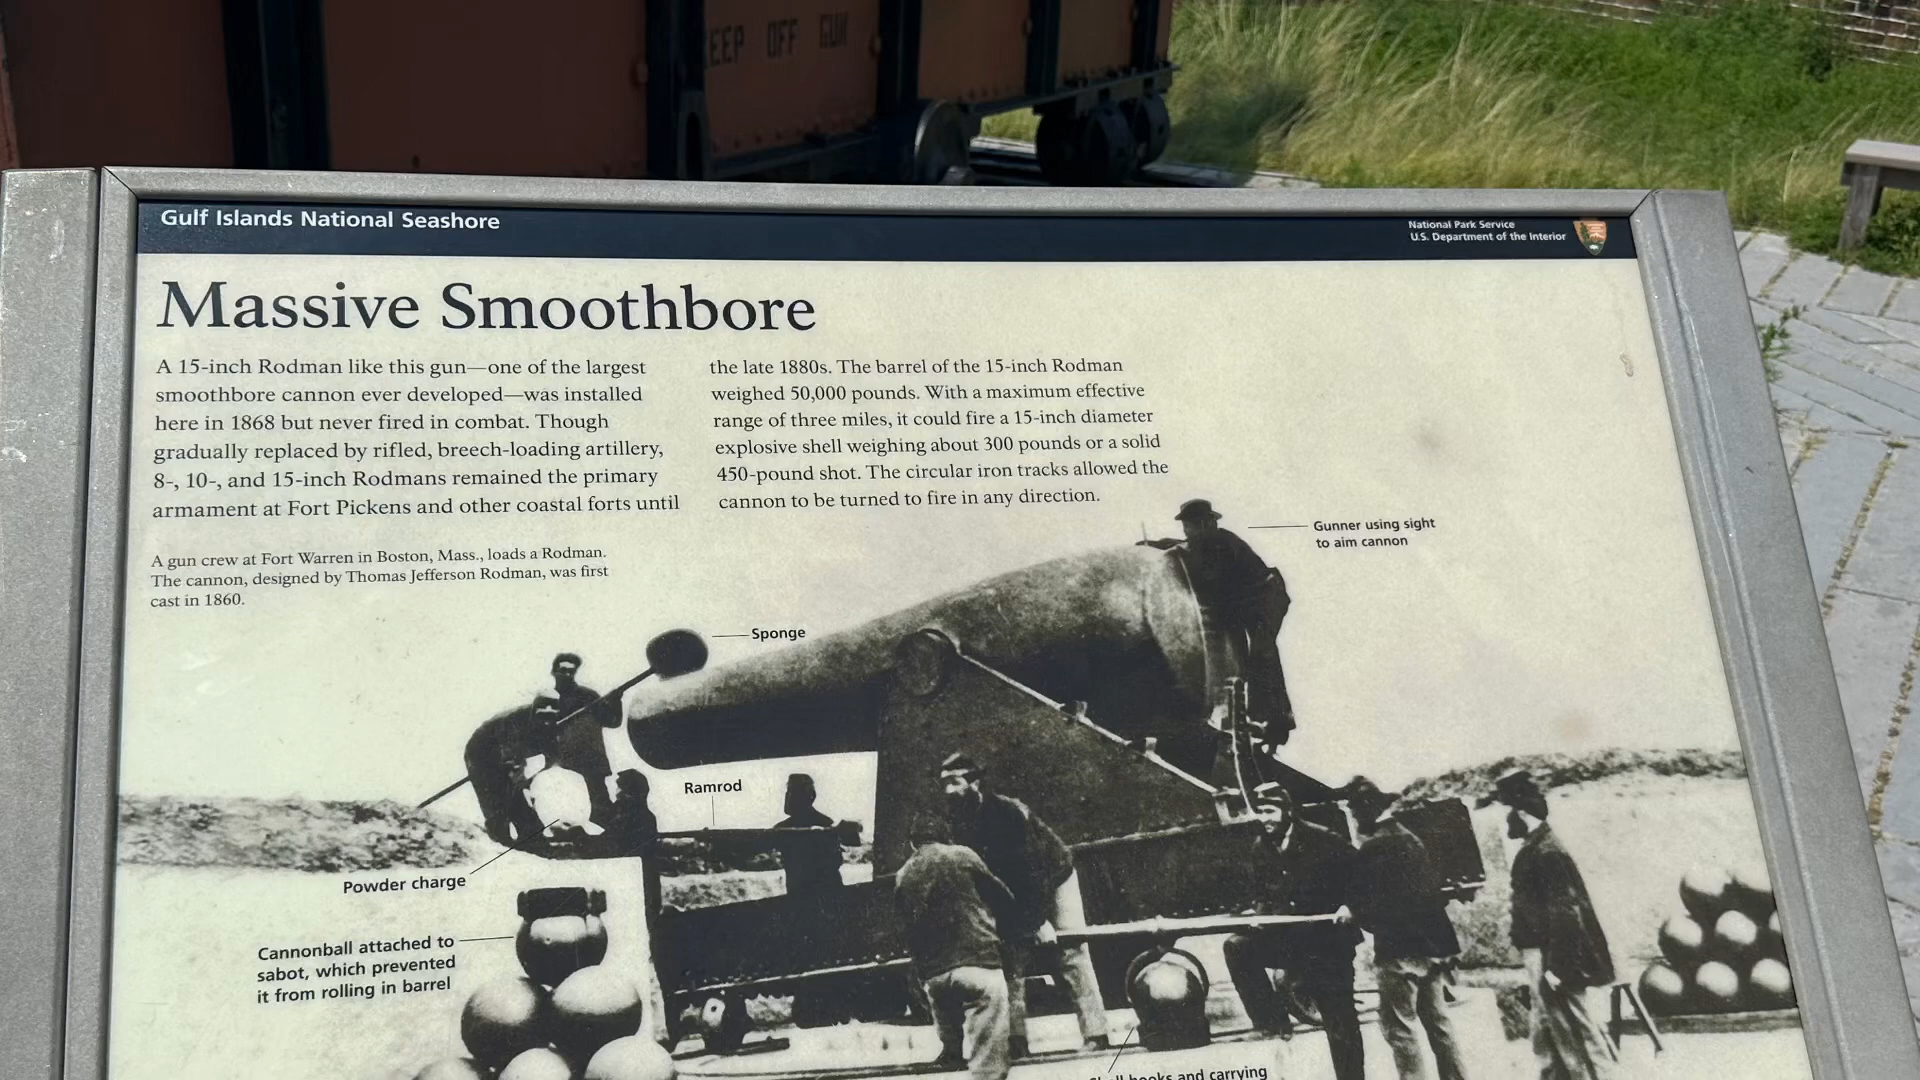 EEP OFF GUN
Gulf Islands National Seashore
National Park Service
U.S. Department of the Interior
Massive Smoothbore
A 15-inch Rodman like this gun—one of the largest
smoothbore cannon ever developed—was installed
here in 1868 but never fired in combat. Though
gradually replaced by rifled, breech-loading artillery,
8-, 10-, and 15-inch Rodmans remained the primary
armament at Fort Pickens and other coastal forts until
the late 1880s. The barrel of the 15-inch Rodman
weighed 50,000 pounds. With a maximum effective
range of three miles, it could fire a 15-inch diameter
explosive shell weighing about 300 pounds or a solid
450-pound shot. The circular iron tracks allowed the
cannon to be turned to fire in any direction.
A gun crew at Fort Warren in Boston, Mass., loads a Rodman.
The cannon, designed by Thomas Jefferson Rodman, was first
cast in 1860.
Gunner using sight
to aim cannon
Sponge
Ramrod
Powder charge
Cannonball attached to
sabot, which prevented
it from rolling in barrel
hooks and carrying